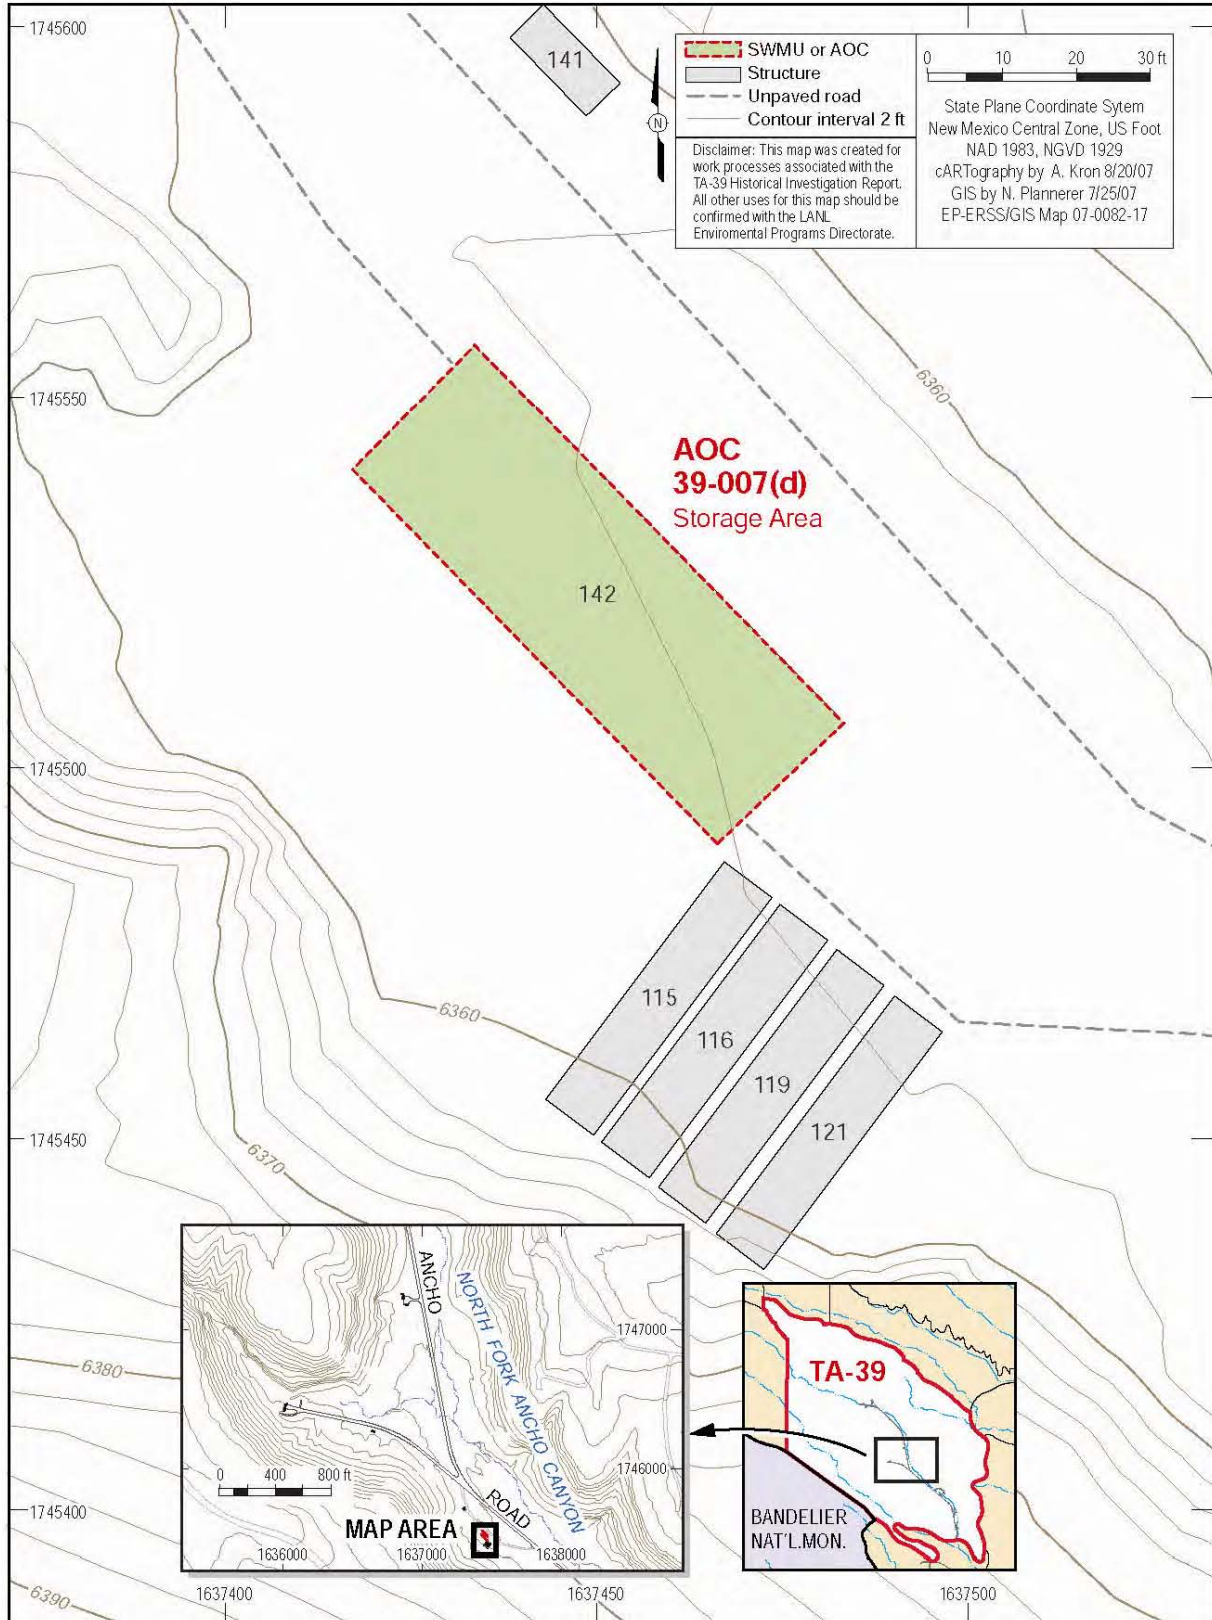 1745600
141
SWMU or AOC
Structure
Unpaved road
Contour interval 2 ft
N
Disclaimer: This map was created for
work processes associated with the
TA-39 Historical Investigation Report.
All other uses for this map should be
confirmed with the LANL
Enviromental Programs Directorate.
0 10 20 30 ft
State Plane Coordinate Sytem
New Mexico Central Zone, US Foot
NAD 1983, NGVD 1929
cARTography by A. Kron 8/20/07
GIS by N. Plannerer 7/25/07
EP-ERSS/GIS Map 07-0082-17
6360
1745550
AOC
39-007(d)
Storage Area
142
1745500
115
116
119
121
6360
1745450
6370
6380
6390
1745400
ANCHO
NORTH FORK ANCHO CANYON
1747000
1746000
0 400 800 ft
ROAD
MAP AREA
1636000
1637000
1638000
TA-39
BANDELIER
NAT'L.MON.
1637400
1637450
1637500